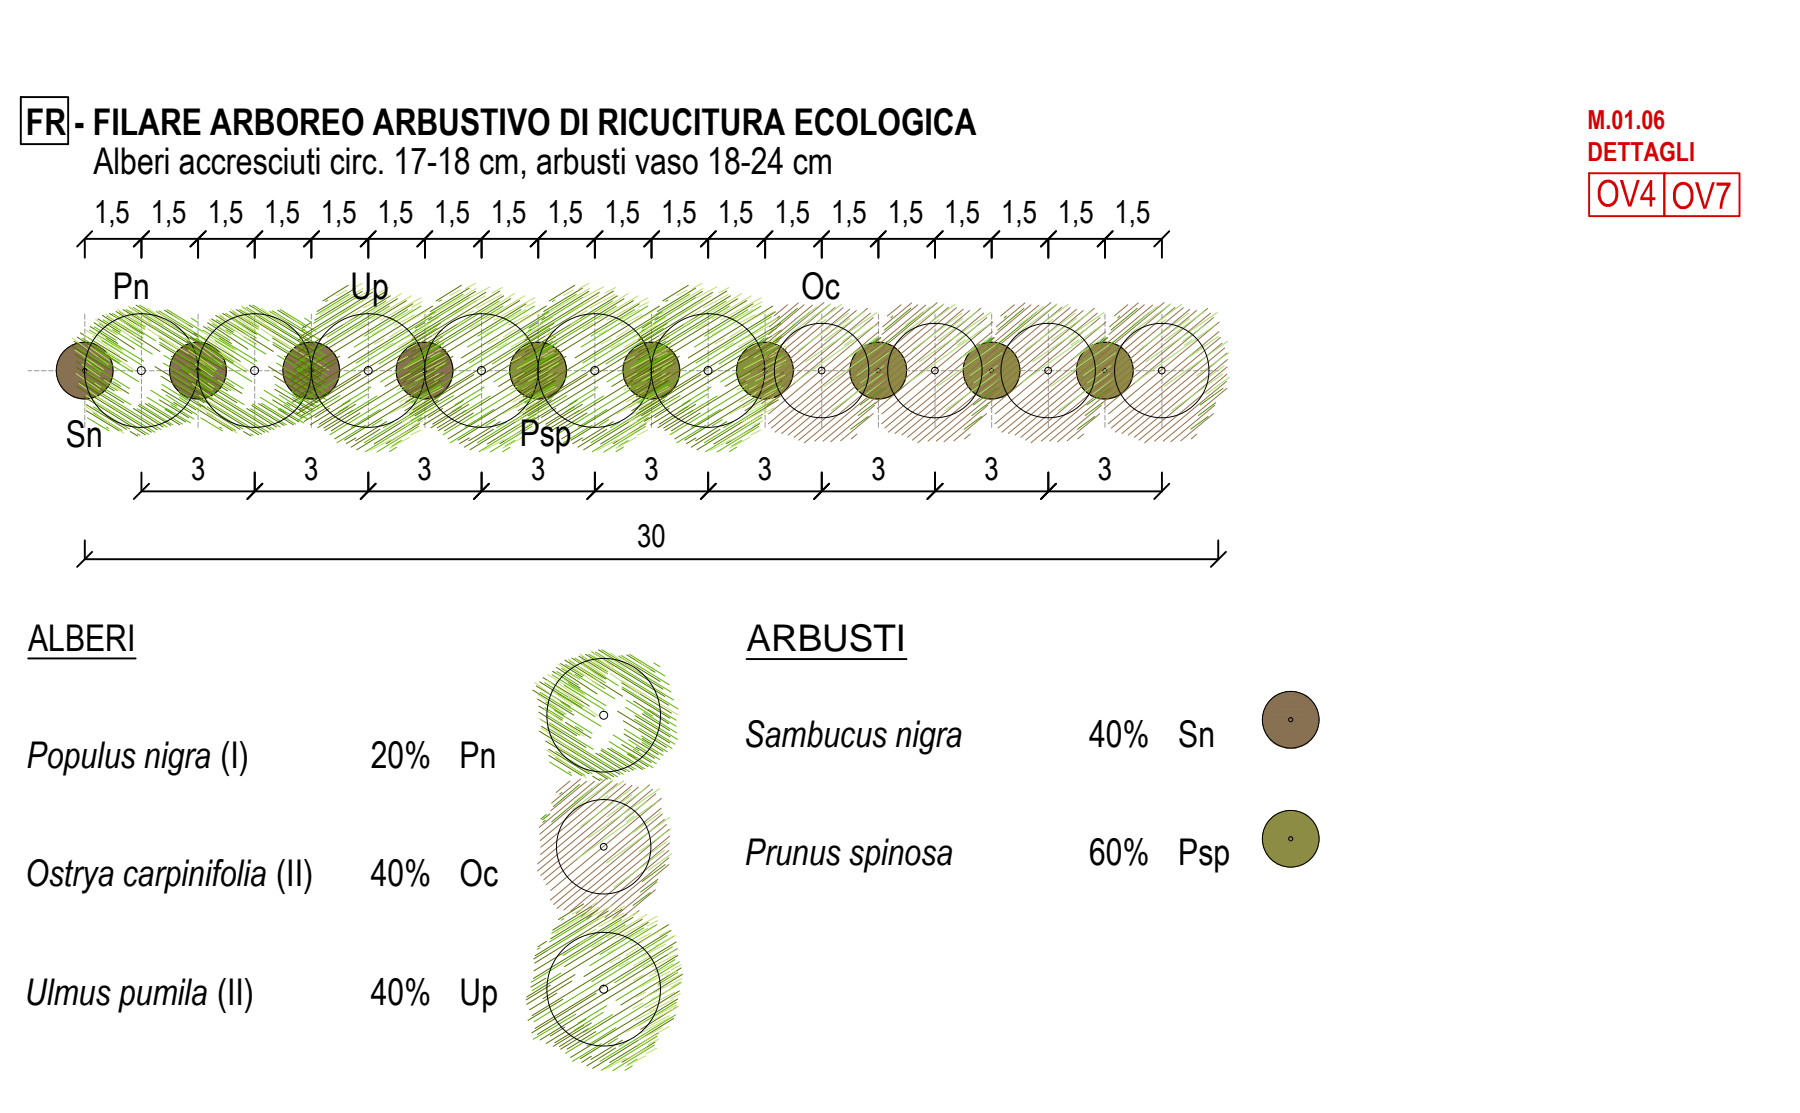 FR - FILARE ARBOREO ARBUSTIVO DI RICUCITURA ECOLOGICA
Alberi accresciuti circ. 17-18 cm, arbusti vaso 18-24 cm
M.01.06
DETTAGLI
OV4 OV7
1,5 1,5 1,5 1,5 1,5 1,5 1,5 1,5 1,5 1,5 1,5 1,5 1,5 1,5 1,5 1,5 1,5 1,5 1,5
Pn Up Oc
Sn Psp
3 3 3 3 3 3 3 3 3
30
ALBERI
Populus nigra (I) 20% Pn
Ostrya carpinifolia (II) 40% Oc
Ulmus pumila (II) 40% Up
ARBUSTI
Sambucus nigra 40% Sn
Prunus spinosa 60% Psp